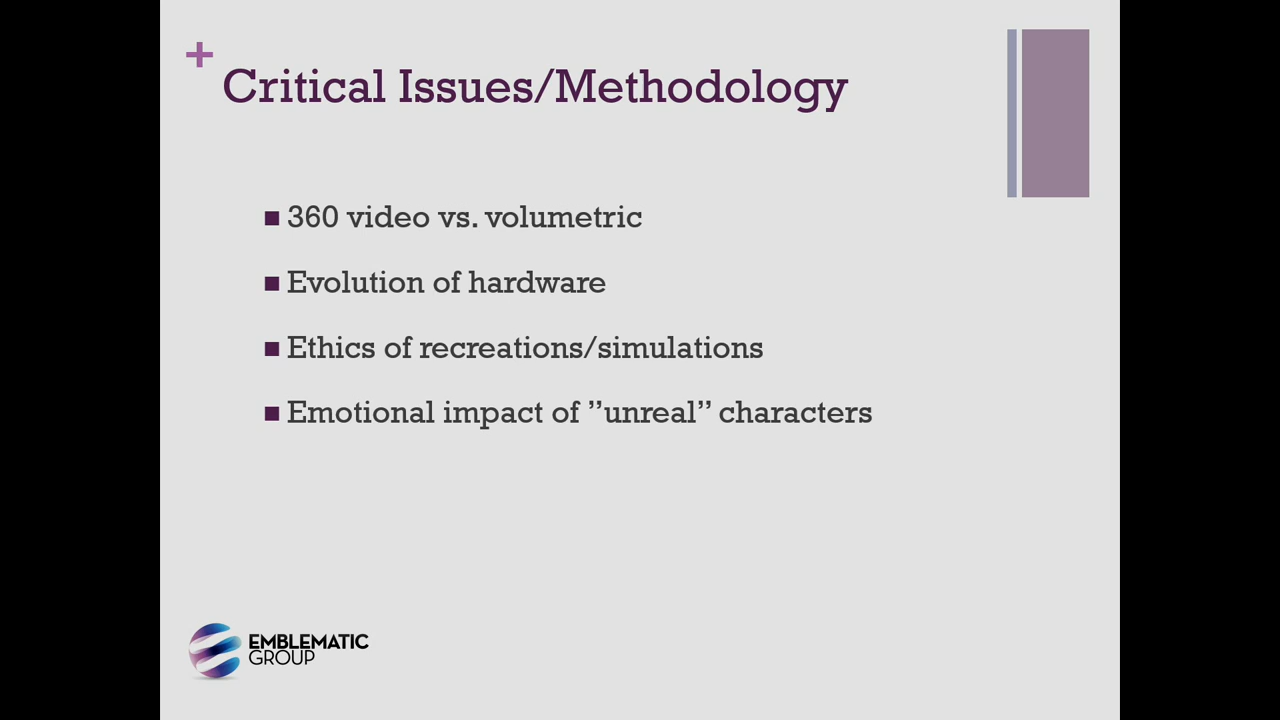 +
Critical Issues/Methodology
■ 360 video vs. volumetric
■ Evolution of hardware
■ Ethics of recreations/simulations
■ Emotional impact of ”unreal” characters
EMBLEMATIC
GROUP